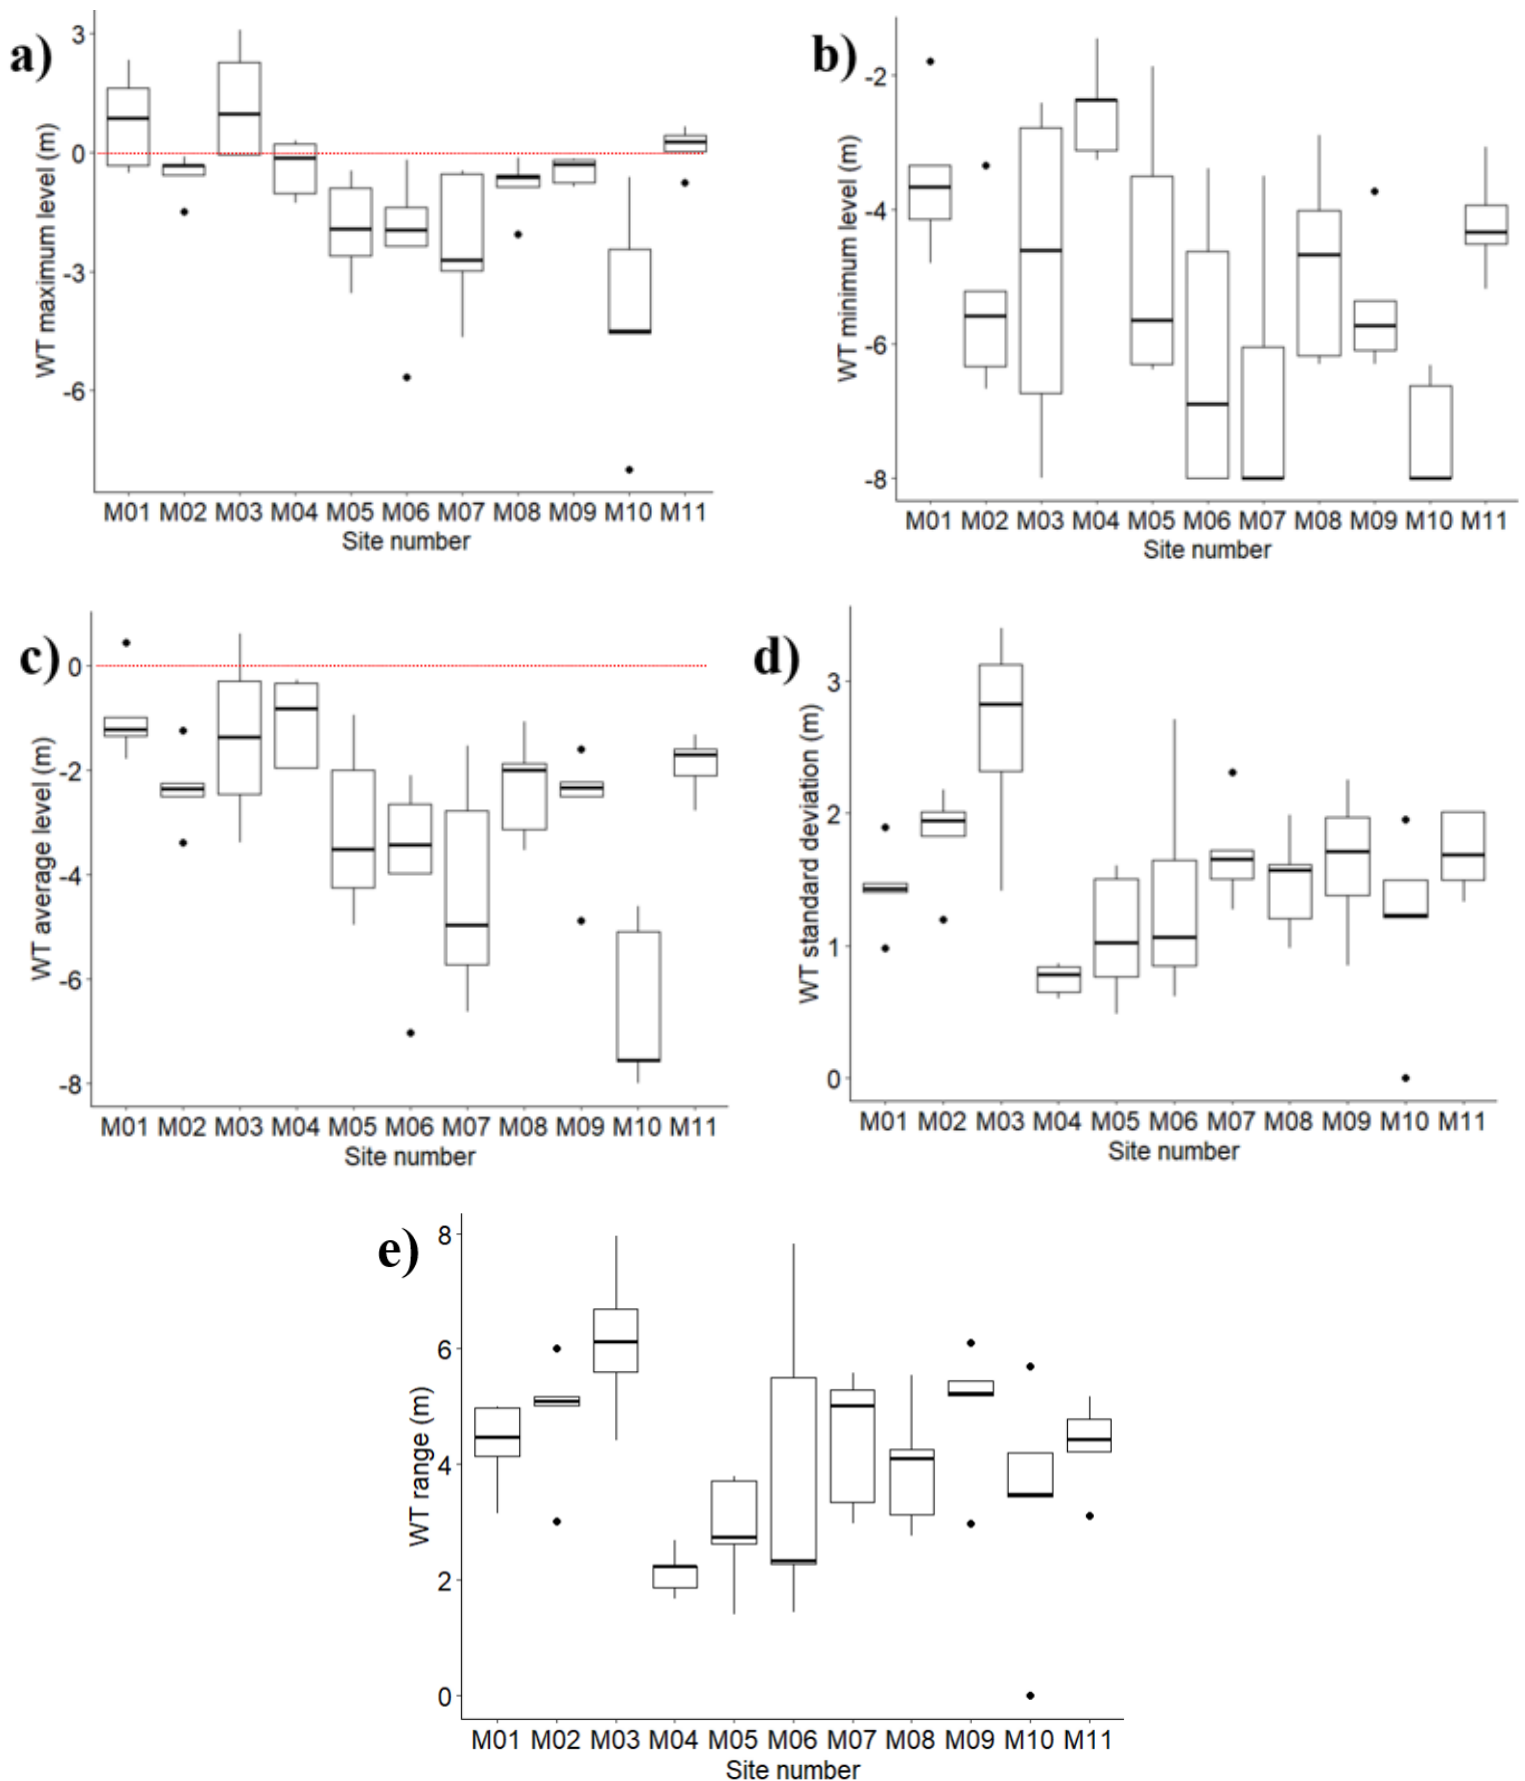 a)
WT maximum level (m)
3
0
-3
-6
M01 M02 M03 M04 M05 M06 M07 M08 M09 M10 M11
Site number
b)
WT minimum level (m)
-2
-4
-6
-8
M01 M02 M03 M04 M05 M06 M07 M08 M09 M10 M11
Site number
c)
WT average level (m)
0
-2
-4
-6
-8
M01 M02 M03 M04 M05 M06 M07 M08 M09 M10 M11
Site number
d)
WT standard deviation (m)
3
2
1
0
M01 M02 M03 M04 M05 M06 M07 M08 M09 M10 M11
Site number
e)
WT range (m)
8
6
4
2
0
M01 M02 M03 M04 M05 M06 M07 M08 M09 M10 M11
Site number